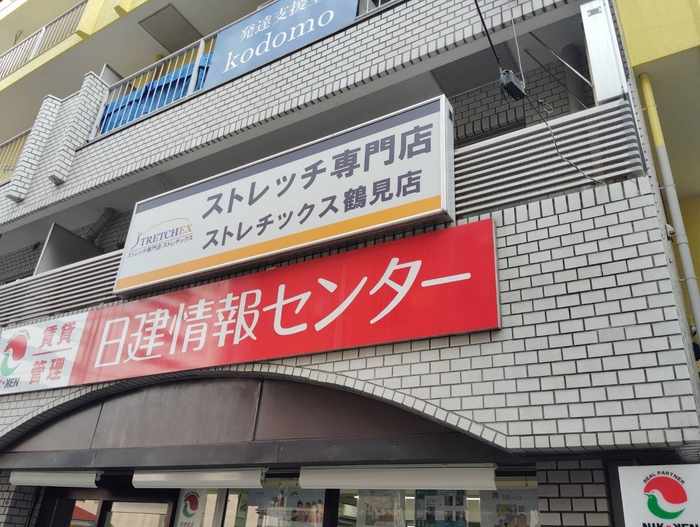 発達支援
kodomo
ストレッチ専門店
STRETCHEX
ストレッチ専門店 ストレチックス
ストレチックス鶴見店
賃貸
管理
日建情報センター
REAL PARTNER